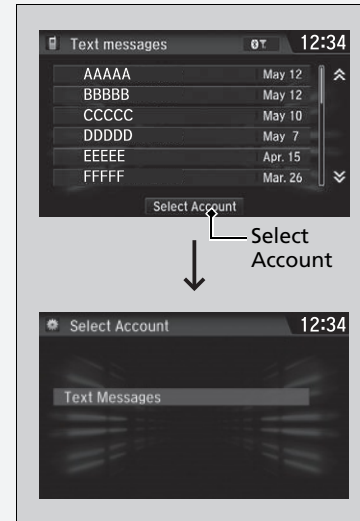 Text messages 12:34
AAAAA May 12
BBBBB May 12
CCCCC May 10
DDDDD May 7
EEEEE Apr. 15
FFFFF Mar. 26
Select Account
Select
Account
Select Account 12:34
Text Messages